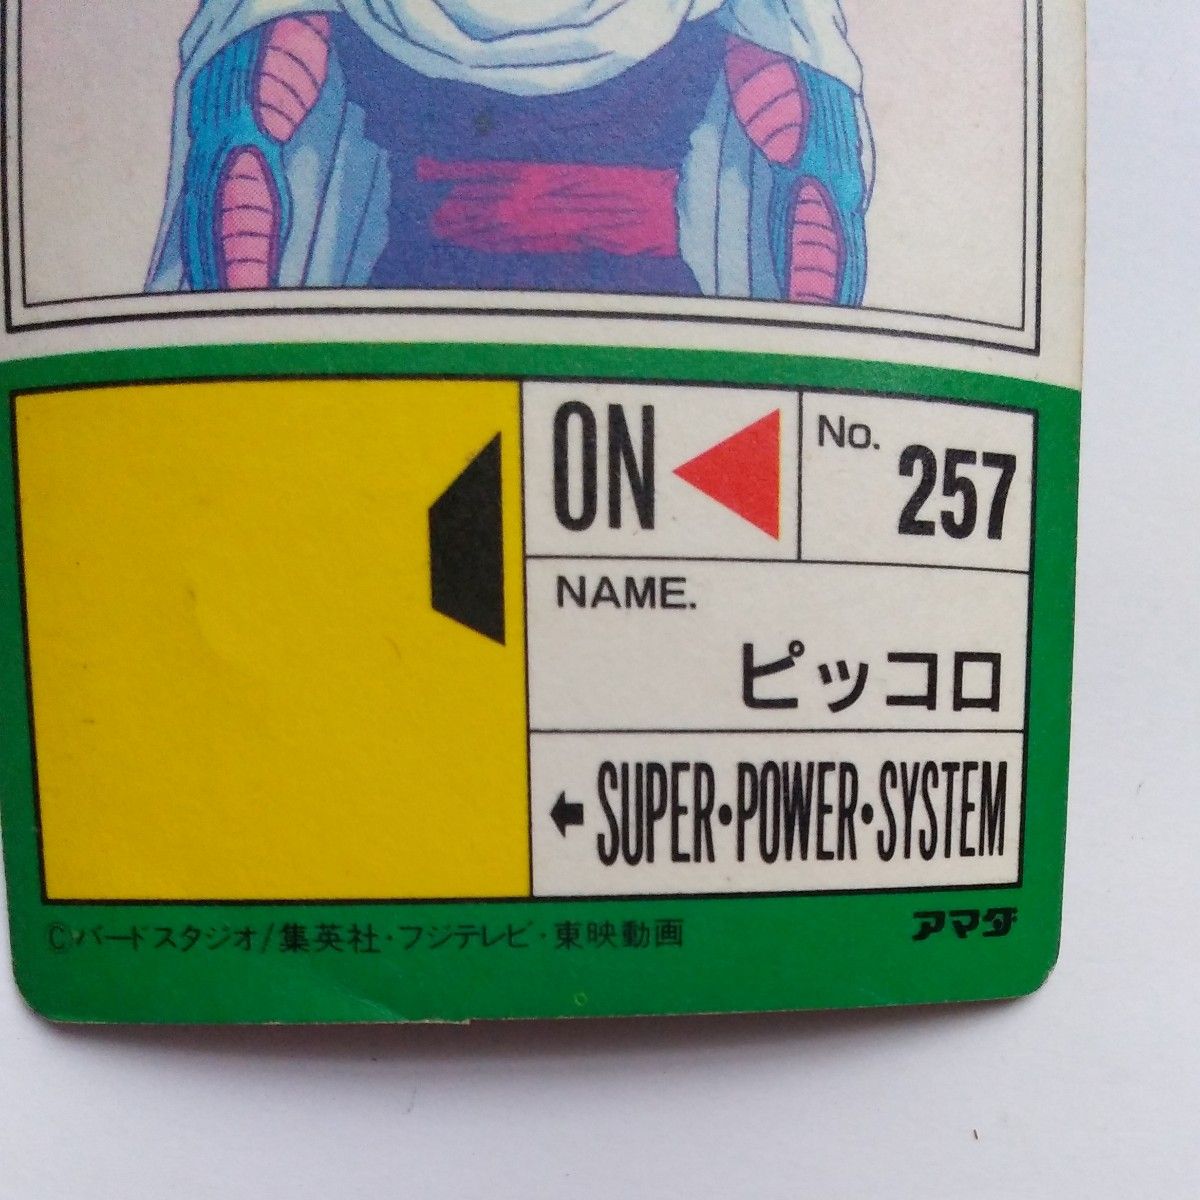 ON
No.
257
NAME.
ピッコロ
SUPER・POWER・SYSTEM
©バードスタジオ/集英社・フジテレビ・東映動画
アマダ